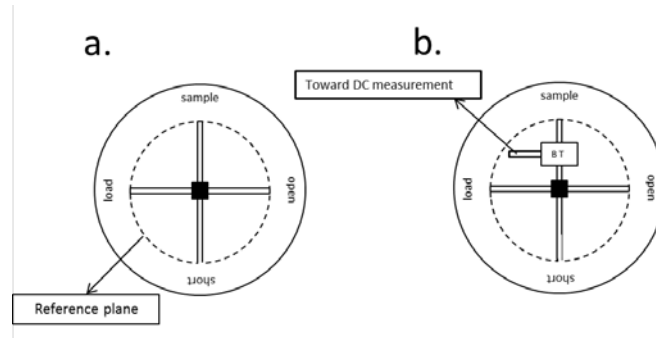 a.
sample
load
open
short
Reference plane
b.
Toward DC measurement
sample
BT
load
open
short